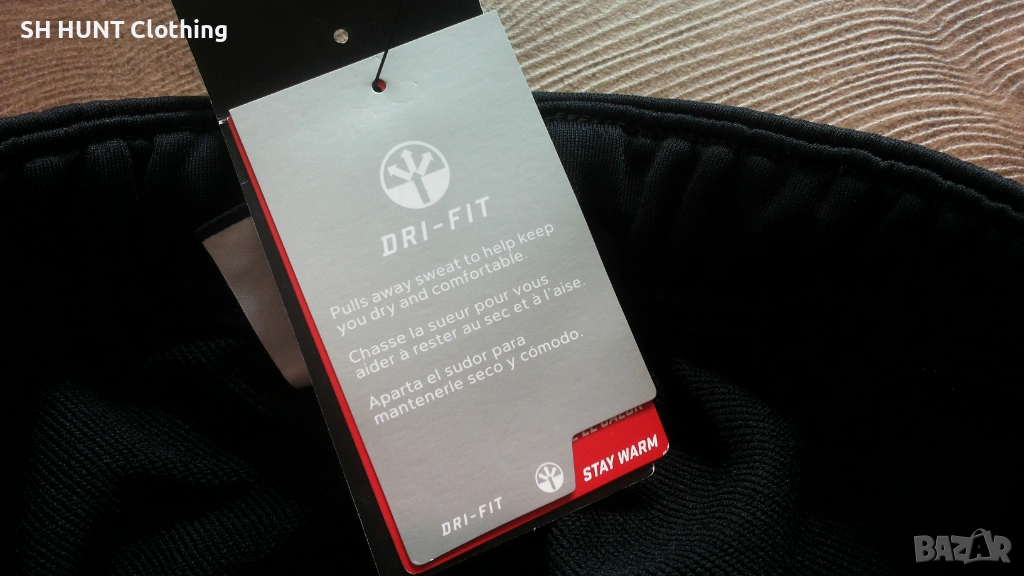 SH HUNT Clothing
DRI-FIT
Pulls away sweat to help keep
you dry and comfortable.
Chasse la sueur pour vous
aider à rester au sec et à l'aise.
Aparta el sudor para
mantenerle seco y cómodo.
STAY WARM
DRI-FIT
BAZAR